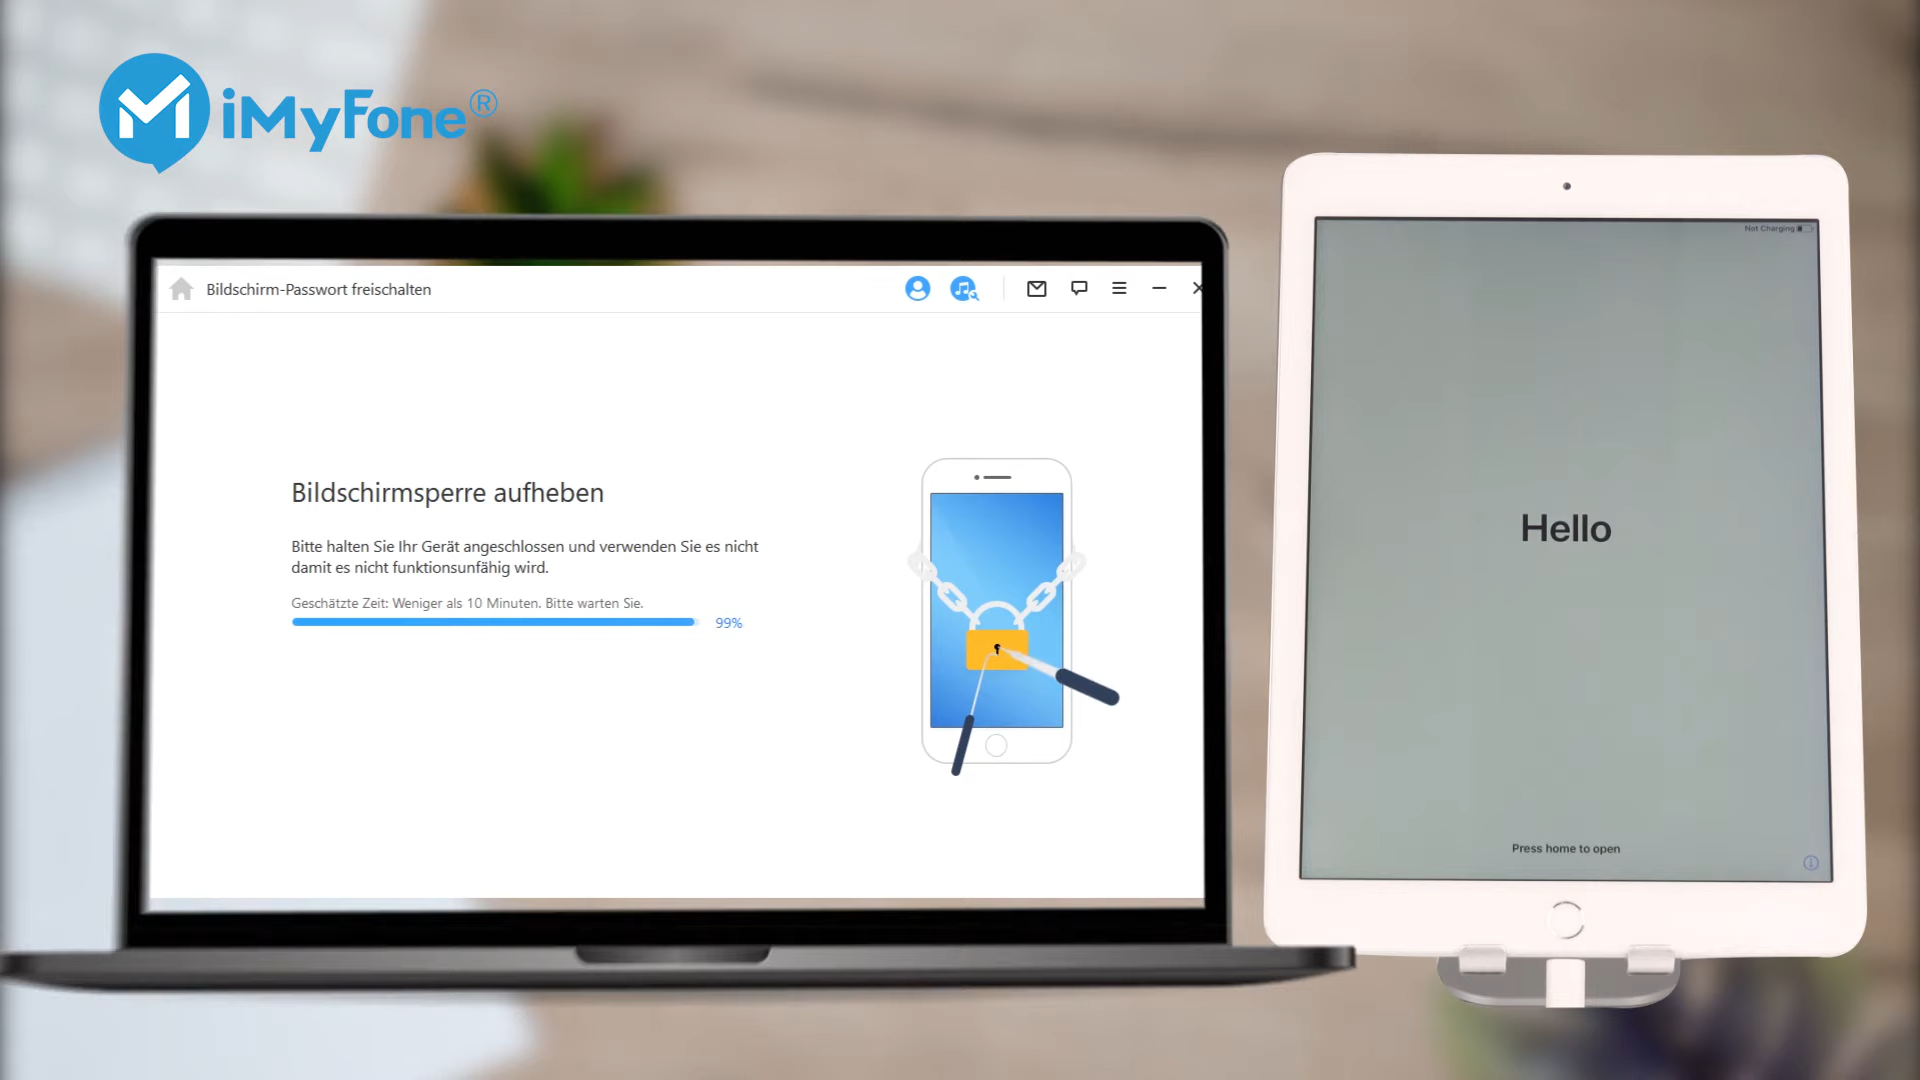 iMyFone®
Bildschirm-Passwort freischalten
Bildschirmsperre aufheben
Bitte halten Sie Ihr Gerät angeschlossen und verwenden Sie es nicht
damit es nicht funktionsunfähig wird.
Geschätzte Zeit: Weniger als 10 Minuten. Bitte warten Sie.
99%
Not Charging
Hello
Press home to open